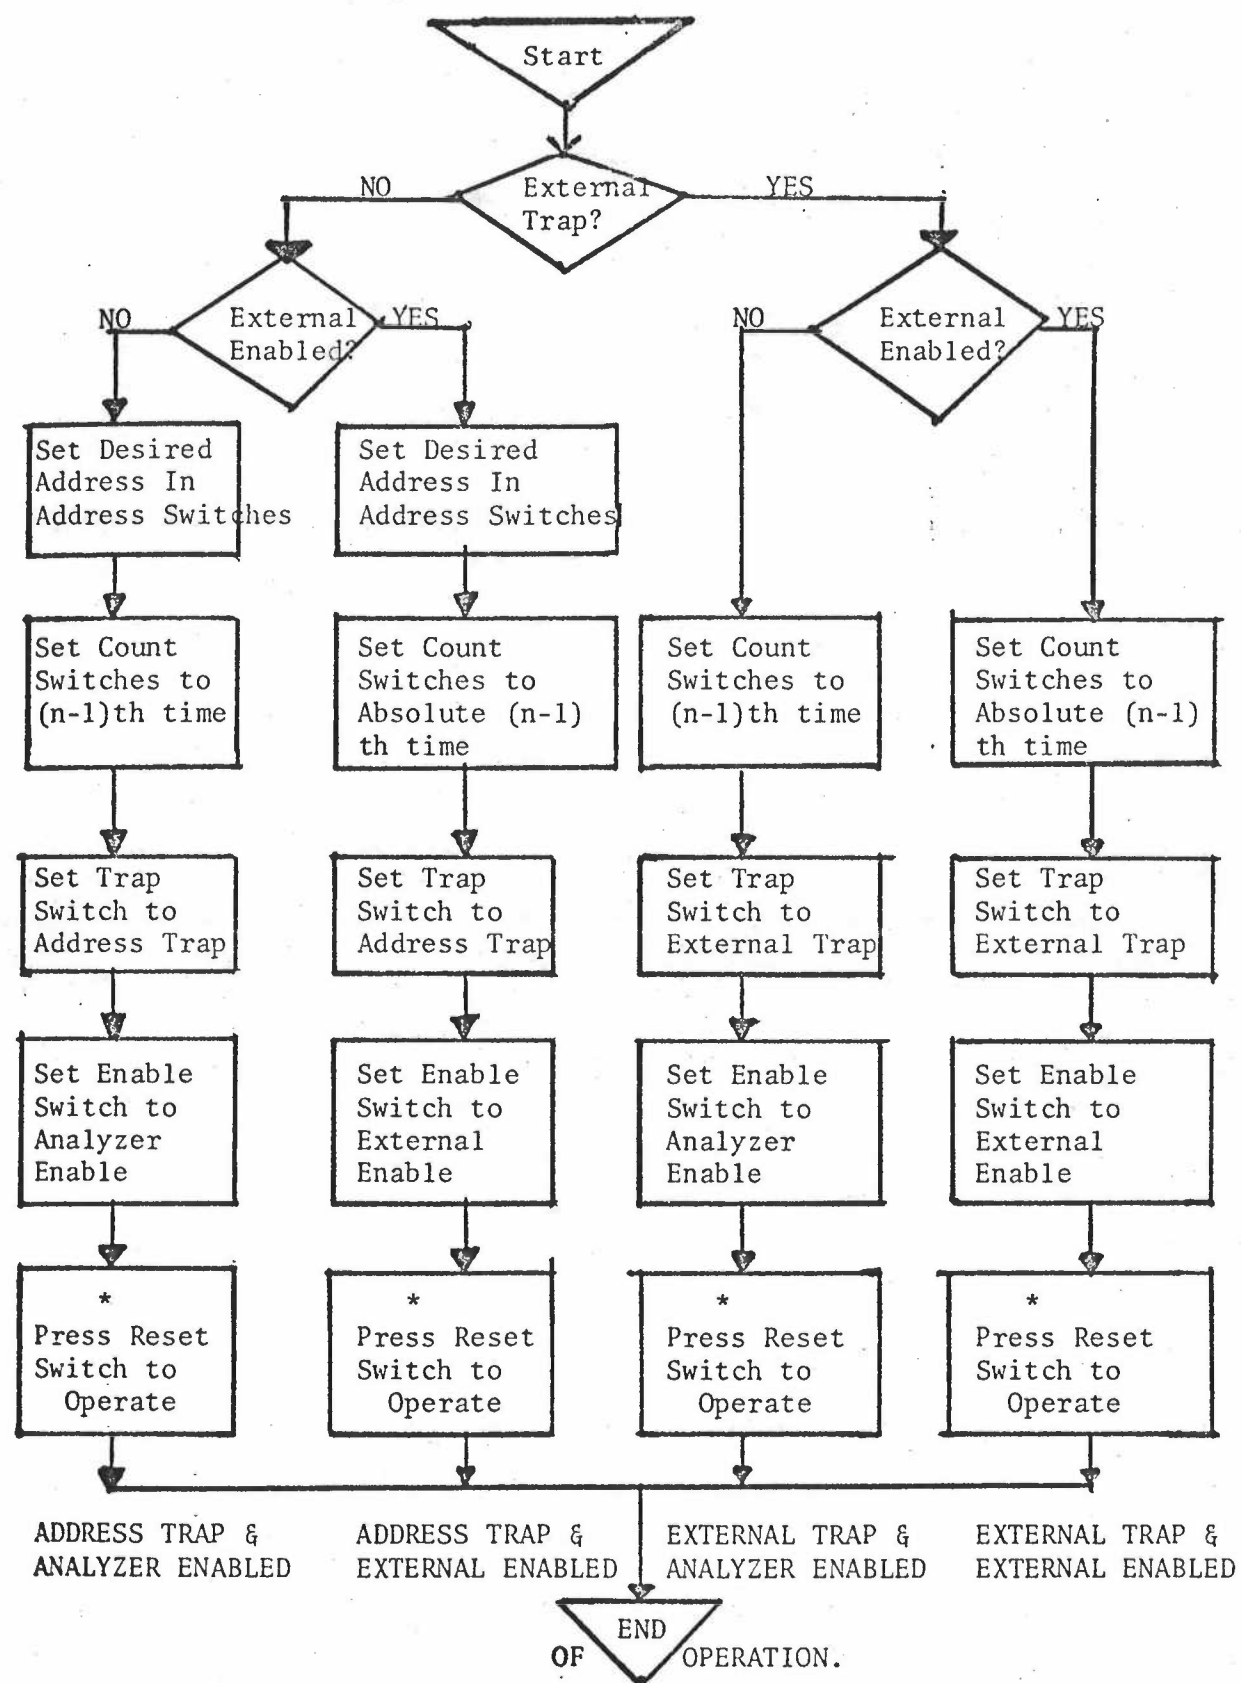 Start
External
Trap?
NO
YES
NO
External
Enabled?
YES
NO
External
Enabled?
YES
Set Desired
Address In
Address Switches
Set Desired
Address In
Address Switches
Set Count
Switches to
(n-1)th time
Set Count
Switches to
Absolute (n-1)
th time
Set Count
Switches to
(n-1)th time
Set Count
Switches to
Absolute (n-1)
th time
Set Trap
Switch to
Address Trap
Set Trap
Switch to
Address Trap
Set Trap
Switch to
External Trap
Set Trap
Switch to
External Trap
Set Enable
Switch to
Analyzer
Enable
Set Enable
Switch to
External
Enable
Set Enable
Switch to
Analyzer
Enable
Set Enable
Switch to
External
Enable
*
Press Reset
Switch to
Operate
*
Press Reset
Switch to
Operate
*
Press Reset
Switch to
Operate
*
Press Reset
Switch to
Operate
ADDRESS TRAP &
ANALYZER ENABLED
ADDRESS TRAP &
EXTERNAL ENABLED
EXTERNAL TRAP &
ANALYZER ENABLED
EXTERNAL TRAP &
EXTERNAL ENABLED
END
OF OPERATION.